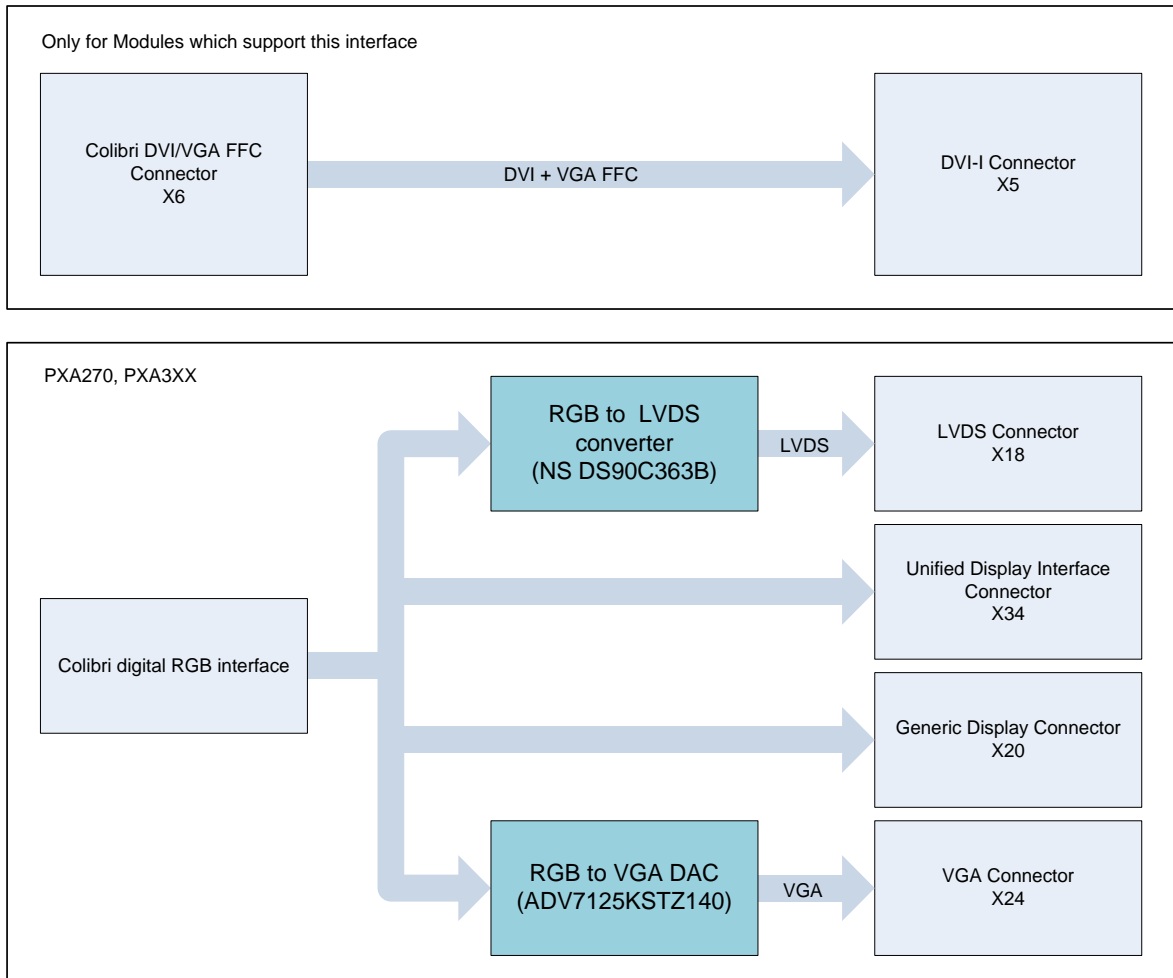 Only for Modules which support this interface
Colibri DVI/VGA FFC
Connector
X6
DVI + VGA FFC
DVI-I Connector
X5
PXA270, PXA3XX
RGB to LVDS
converter
(NS DS90C363B)
LVDS
LVDS Connector
X18
Unified Display Interface
Connector
X34
Colibri digital RGB interface
Generic Display Connector
X20
RGB to VGA DAC
(ADV7125KSTZ140)
VGA
VGA Connector
X24